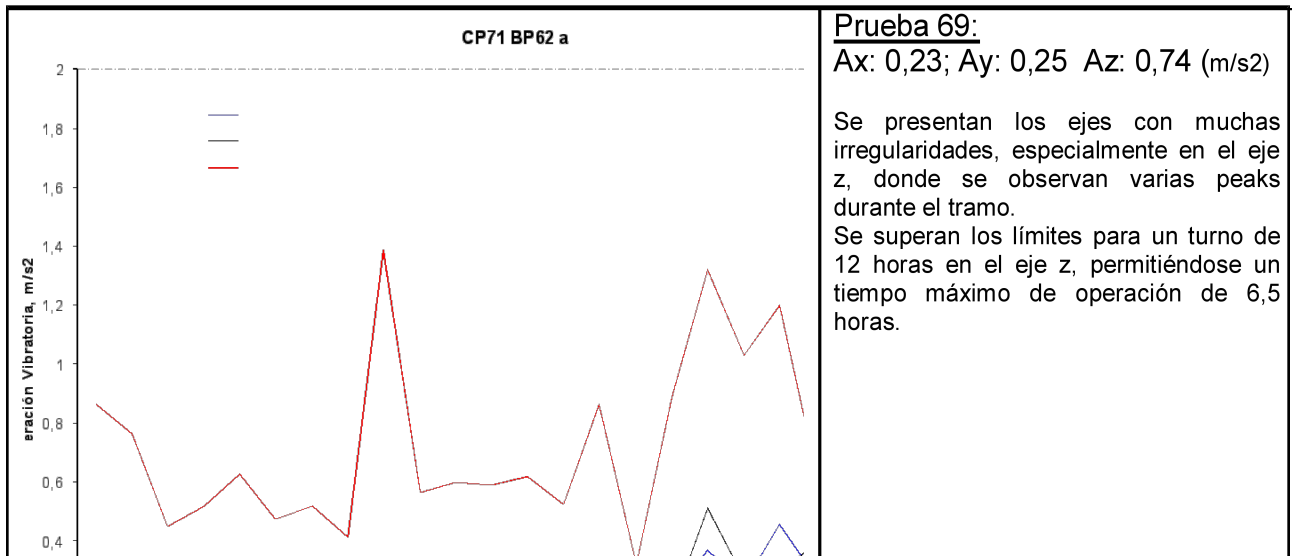 CP71 BP62 a
2
1,8
1,6
1,4
1,2
1
0,8
0,6
0,4
eración Vibratoria, m/s2
Prueba 69:
Ax: 0,23; Ay: 0,25 Az: 0,74 (m/s2)
Se presentan los ejes con muchas
irregularidades, especialmente en el eje
z, donde se observan varias peaks
durante el tramo.
Se superan los límites para un turno de
12 horas en el eje z, permitiéndose un
tiempo máximo de operación de 6,5
horas.